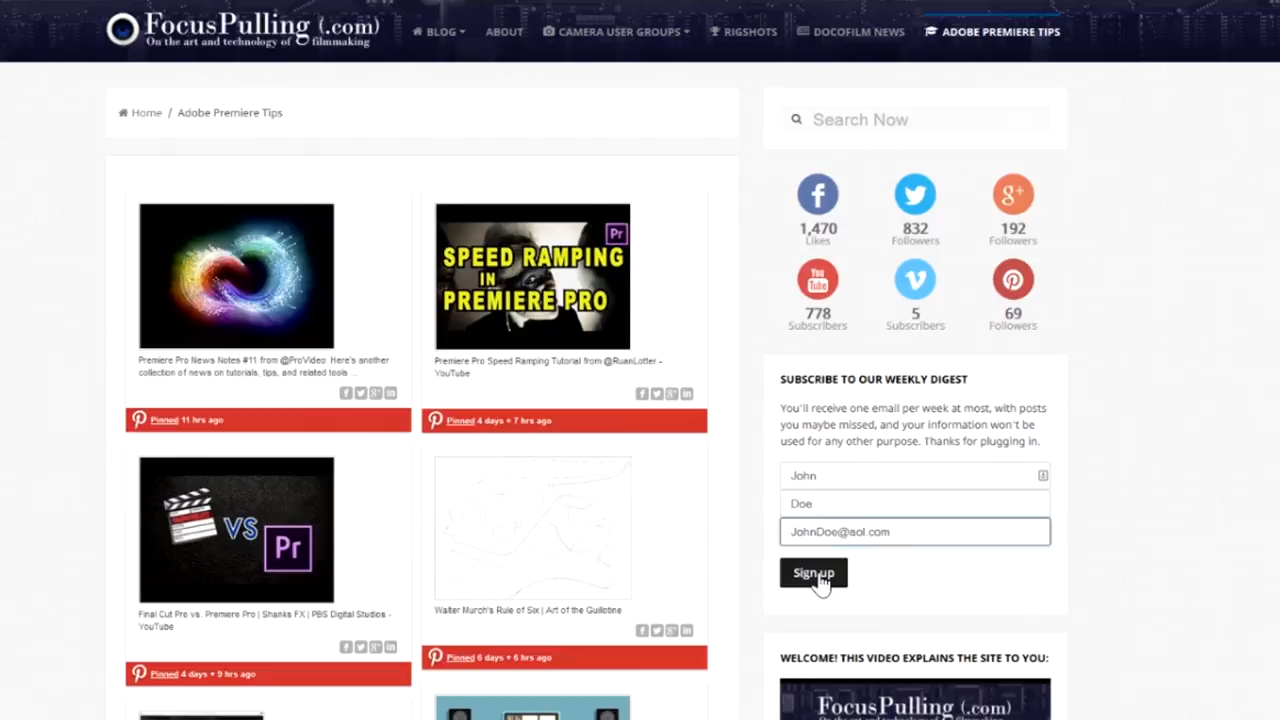 FocusPulling (.com)
On the art and technology of filmmaking
BLOG
ABOUT
CAMERA USER GROUPS
RIGSHOTS
DOCOFILM NEWS
ADOBE PREMIERE TIPS
Home / Adobe Premiere Tips
Search Now
f
g+
You
Tube
1,470
Likes
832
Followers
192
Followers
778
Subscribers
5
Subscribers
69
Followers
Pr
SPEED RAMPING
IN
PREMIERE PRO
Premiere Pro News Notes #11 from @ProVideo: Here's another
collection of news on tutorials, tips, and related tools ...
Pinned 11 hrs ago
Premiere Pro Speed Ramping Tutorial from @RuanLotter -
YouTube
Pinned 4 days + 7 hrs ago
VS
Pr
Final Cut Pro vs. Premiere Pro | Shanks FX | PBS Digital Studios -
YouTube
Pinned 4 days + 9 hrs ago
Walter Murch's Rule of Six | Art of the Guillotine
Pinned 6 days + 6 hrs ago
SUBSCRIBE TO OUR WEEKLY DIGEST
You'll receive one email per week at most, with posts
you maybe missed, and your information won't be
used for any other purpose. Thanks for plugging in.
John
Doe
JohnDoe@aol.com
Sign up
WELCOME! THIS VIDEO EXPLAINS THE SITE TO YOU:
FocusPulling (.com)